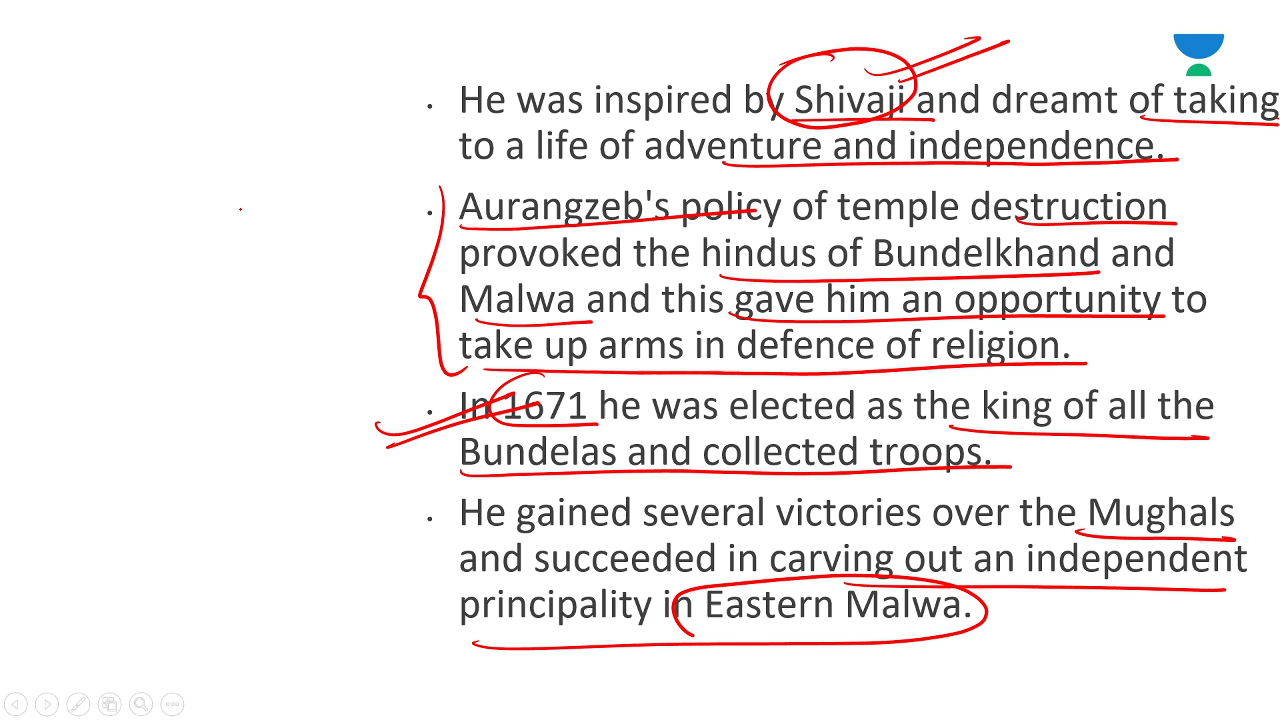 . He was inspired by Shivaji and dreamt of taking
to a life of adventure and independence.
. Aurangzeb's policy of temple destruction
provoked the hindus of Bundelkhand and
Malwa and this gave him an opportunity to
take up arms in defence of religion.
. In 1671 he was elected as the king of all the
Bundelas and collected troops.
. He gained several victories over the Mughals
and succeeded in carving out an independent
principality in Eastern Malwa.